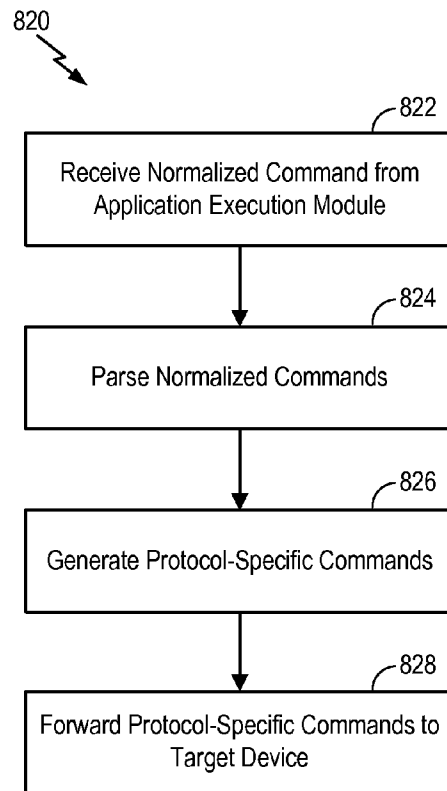 820
822
Receive Normalized Command from
Application Execution Module
824
Parse Normalized Commands
826
Generate Protocol-Specific Commands
828
Forward Protocol-Specific Commands to
Target Device